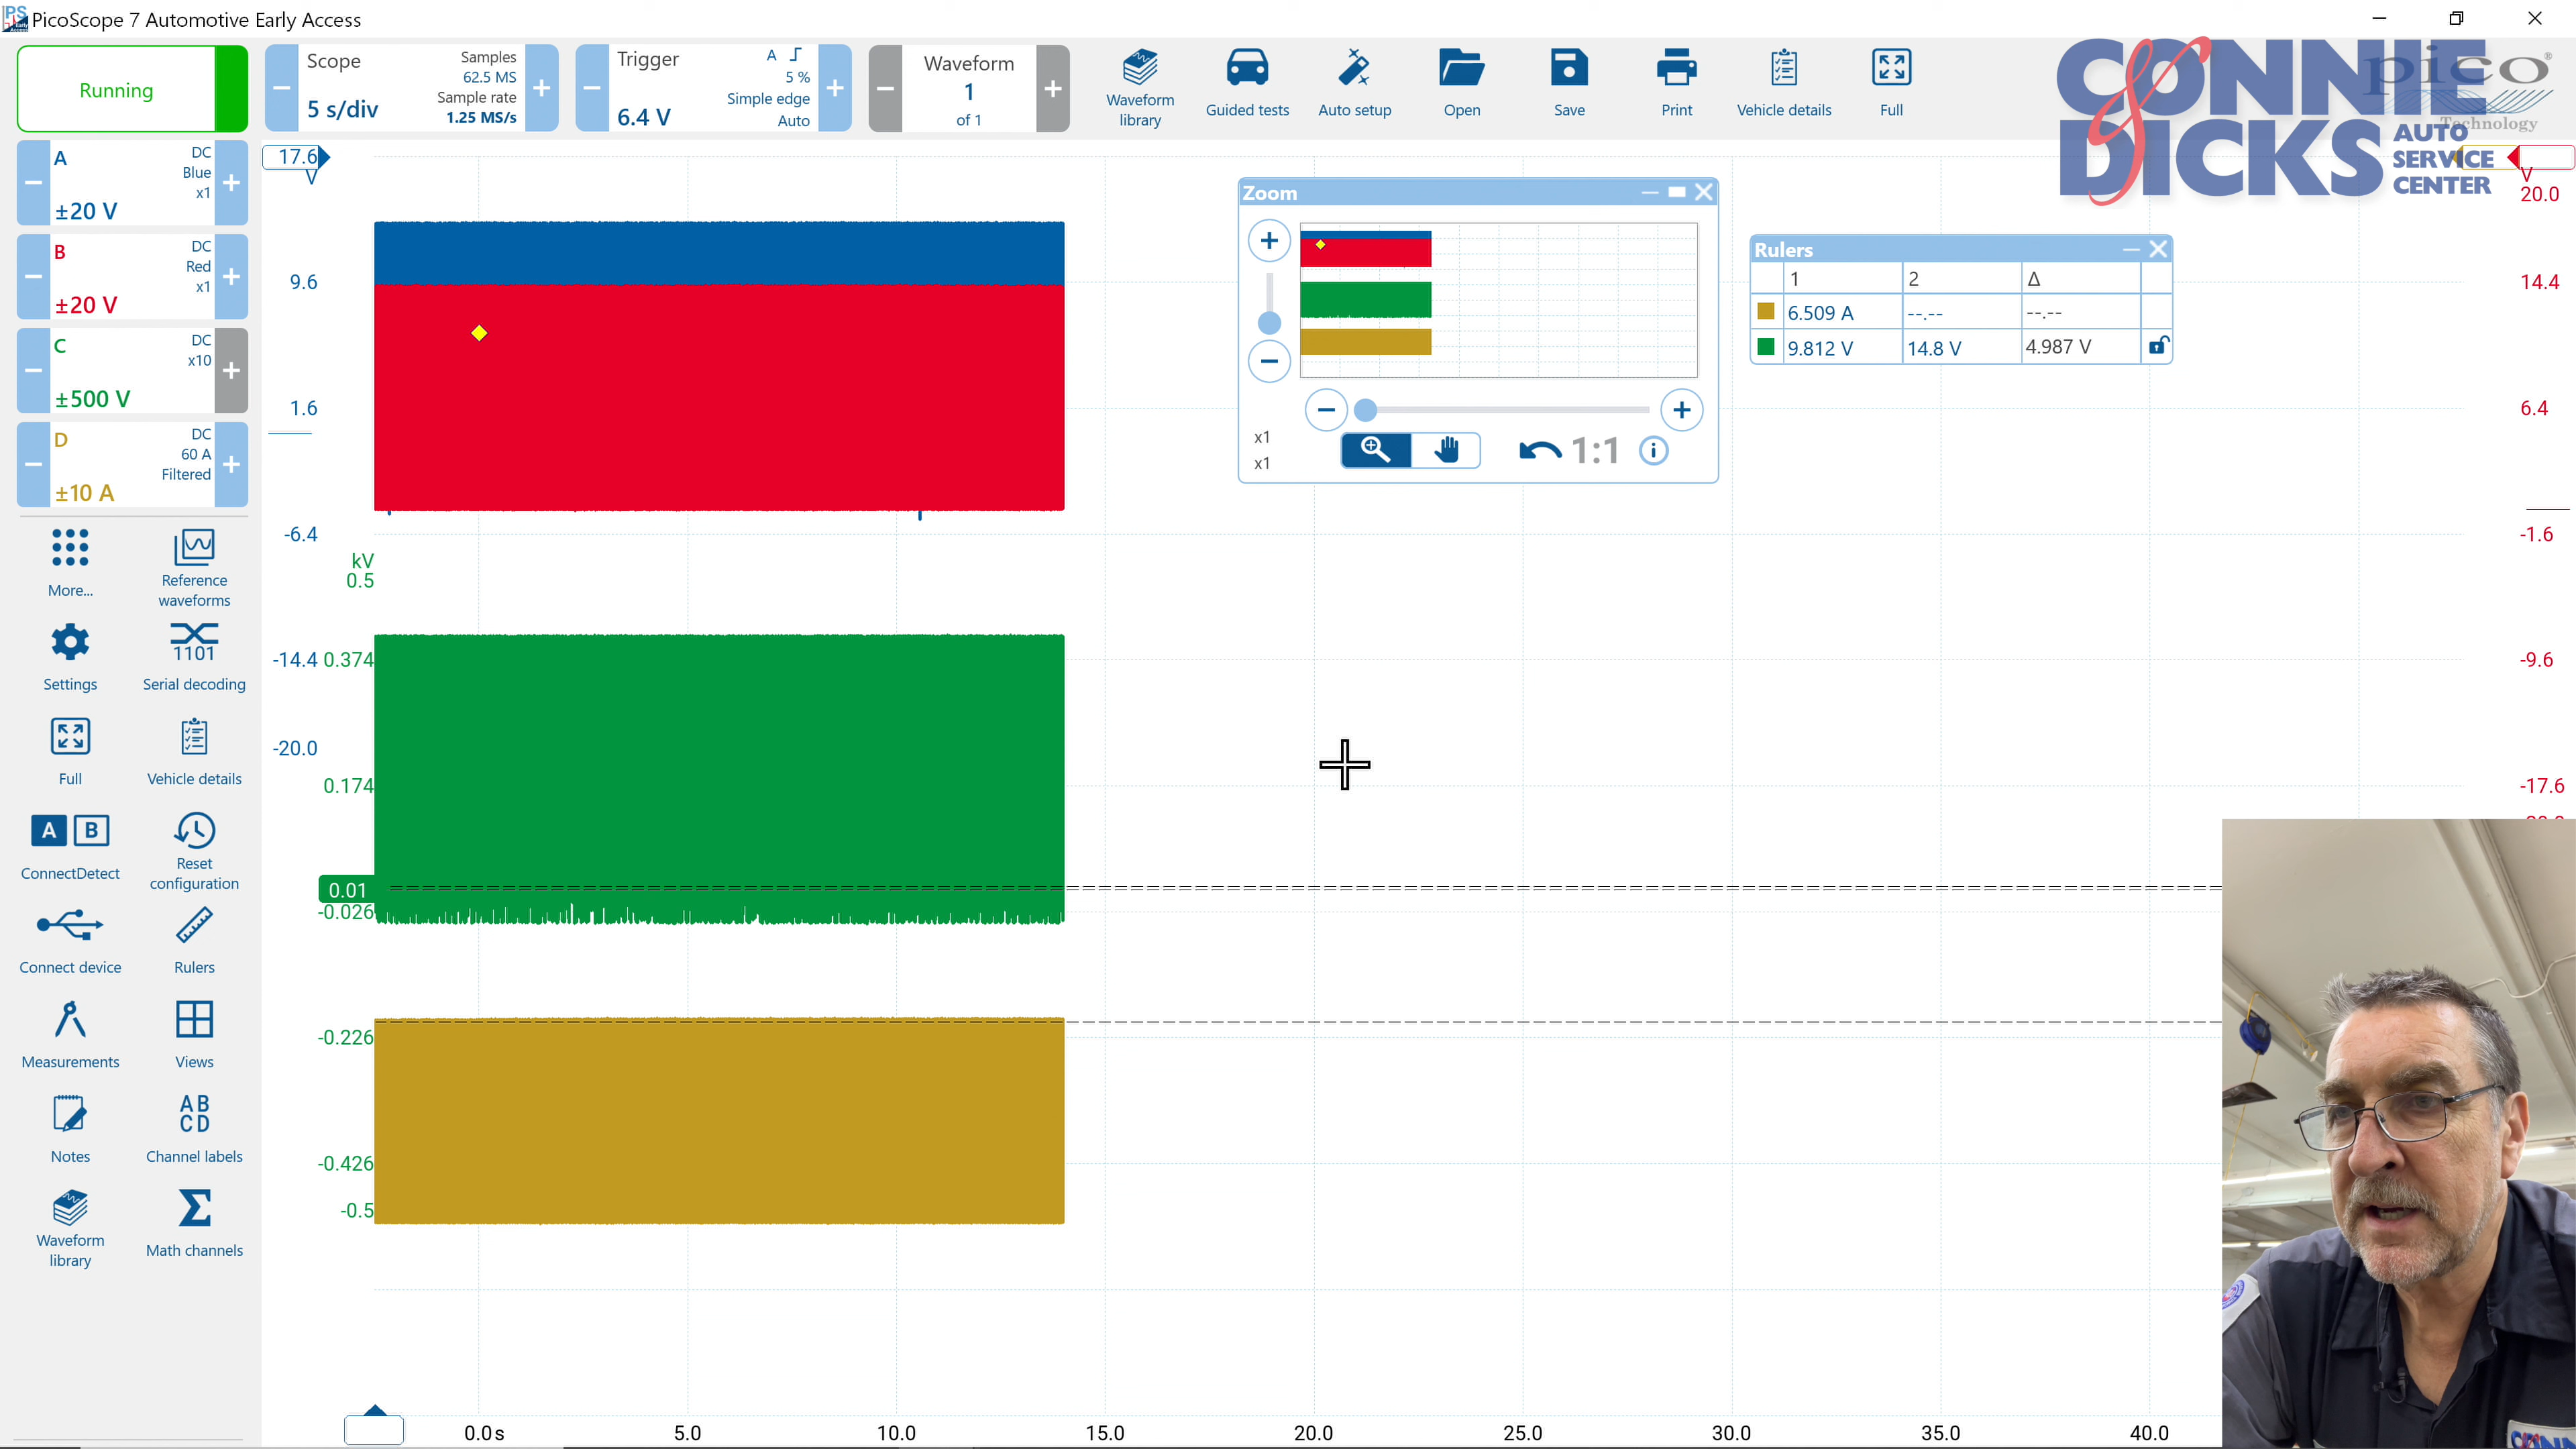 PicoScope 7 Automotive Early Access
Running
Scope
5 s/div
Samples
62.5 MS
Sample rate
1.25 MS/s
Trigger
6.4 V
A
5 %
Simple edge
Auto
Waveform
1
of 1
Waveform
library
Guided tests
Auto setup
Open
Save
Print
Vehicle details
Full
CONNIE
&
DICKS
AUTO
SERVICE
CENTER
pico
Technology
A
DC
Blue
x1
±20 V
B
DC
Red
x1
±20 V
C
DC
x10
±500 V
D
DC
60 A
Filtered
±10 A
More...
Reference
waveforms
Settings
1101
Serial decoding
Full
Vehicle details
A B
ConnectDetect
Reset
configuration
Connect device
Rulers
Measurements
Views
Notes
AB
CD
Channel labels
Waveform
library
Math channels
17.6
V
9.6
1.6
-6.4
-14.4
-20.0
kV
0.5
0.374
0.174
0.01
-0.026
-0.226
-0.426
-0.5
Zoom
x1
x1
1:1
Rulers
1 2 Δ
6.509 A --.-- --.--
9.812 V 14.8 V 4.987 V
V
20.0
14.4
6.4
-1.6
-9.6
-17.6
0.0s 5.0 10.0 15.0 20.0 25.0 30.0 35.0 40.0